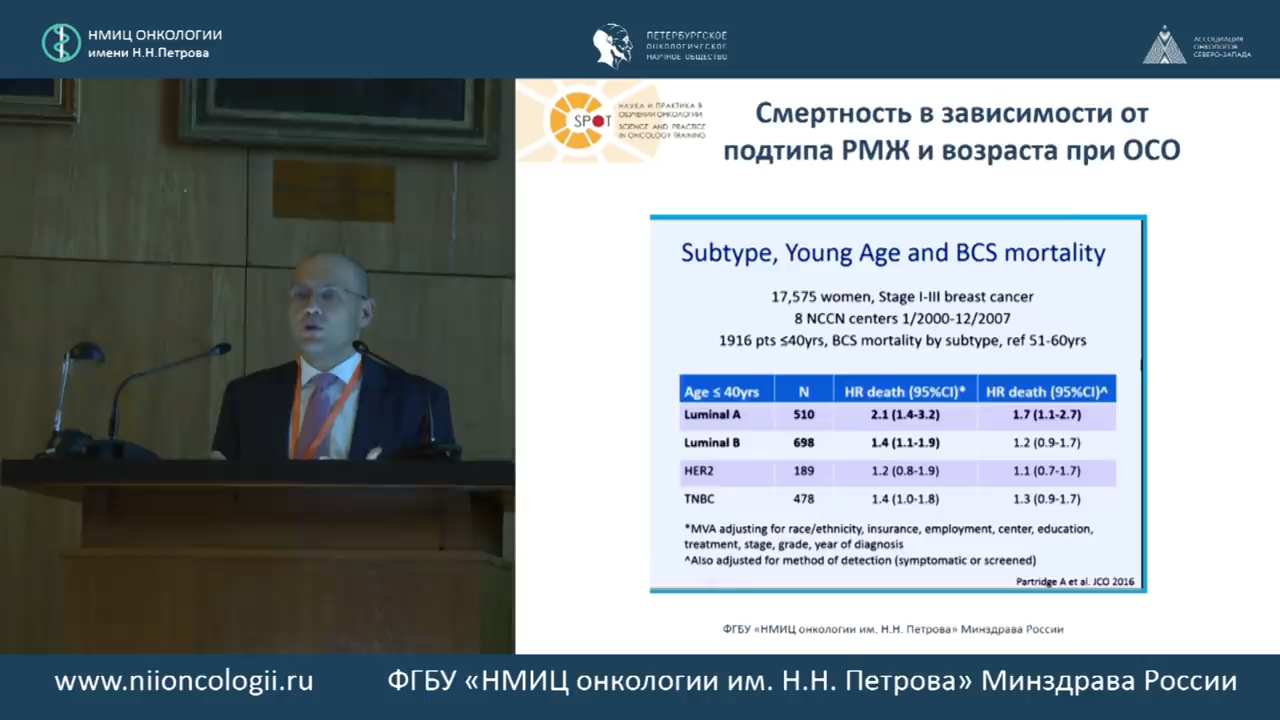 НМИЦ ОНКОЛОГИИ
имени Н.Н.Петрова
ПЕТЕРБУРГСКОЕ
ОНКОЛОГИЧЕСКОЕ
НАУЧНОЕ ОБЩЕСТВО
АССОЦИАЦИЯ
ОНКОЛОГОВ
СЕВЕРО-ЗАПАДА
SPOT
НАУКА И ПРАКТИКА В
ОБУЧЕНИИ ОНКОЛОГИИ
SCIENCE AND PRACTICE
IN ONCOLOGY TRAINING
Смертность в зависимости от
подтипа РМЖ и возраста при ОСО
Subtype, Young Age and BCS mortality
17,575 women, Stage I-III breast cancer
8 NCCN centers 1/2000-12/2007
1916 pts ≤40yrs, BCS mortality by subtype, ref 51-60yrs
Age ≤ 40yrs N HR death (95%CI)* HR death (95%CI)^
Luminal A 510 2.1 (1.4-3.2) 1.7 (1.1-2.7)
Luminal B 698 1.4 (1.1-1.9) 1.2 (0.9-1.7)
HER2 189 1.2 (0.8-1.9) 1.1 (0.7-1.7)
TNBC 478 1.4 (1.0-1.8) 1.3 (0.9-1.7)
*MVA adjusting for race/ethnicity, insurance, employment, center, education,
treatment, stage, grade, year of diagnosis
^Also adjusted for method of detection (symptomatic or screened)
Partridge A et al. JCO 2016
ФГБУ «НМИЦ онкологии им. Н.Н. Петрова» Минздрава России
www.niioncologii.ru ФГБУ «НМИЦ онкологии им. Н.Н. Петрова» Минздрава России